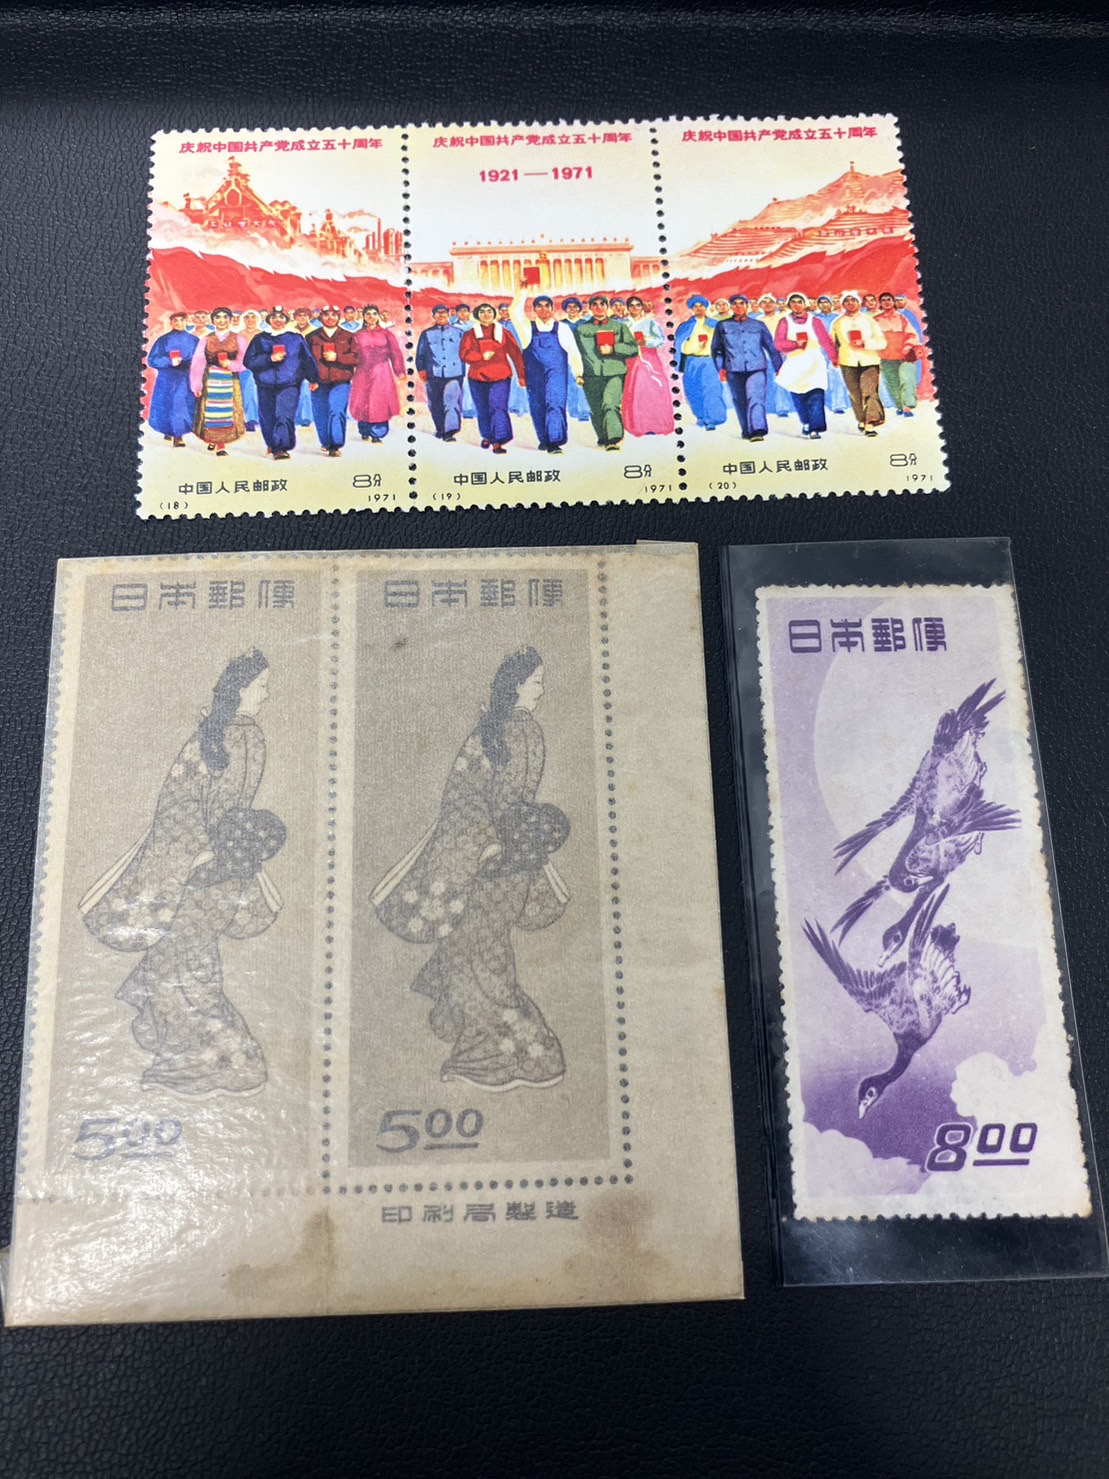 庆祝中国共产党成立五十周年
中国人民邮政
8分
(18)
1971
庆祝中国共产党成立五十周年
1921—1971
中国人民邮政
8分
(19)
1971
庆祝中国共产党成立五十周年
中国人民邮政
8分
(20)
1971
日本郵便
5.00
日本郵便
500
印刷局製造
日本郵便
800